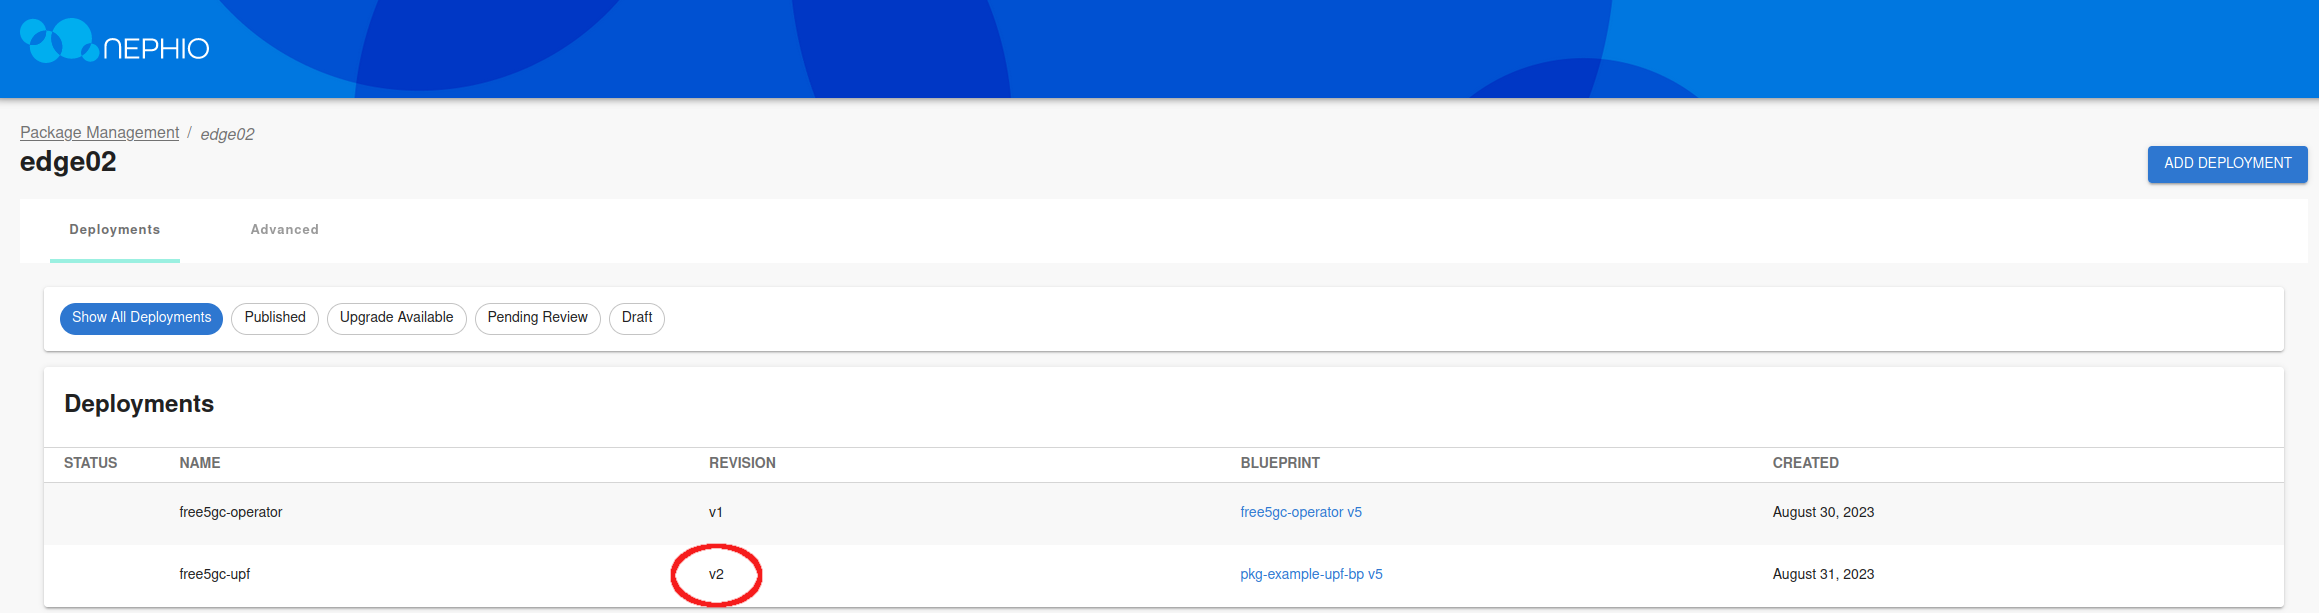 NEPHIO
Package Management / edge02
edge02
ADD DEPLOYMENT
Deployments Advanced
Show All Deployments Published Upgrade Available Pending Review Draft
Deployments
STATUS NAME REVISION BLUEPRINT CREATED
free5gc-operator v1 free5gc-operator v5 August 30, 2023
free5gc-upf v2 pkg-example-upf-bp v5 August 31, 2023